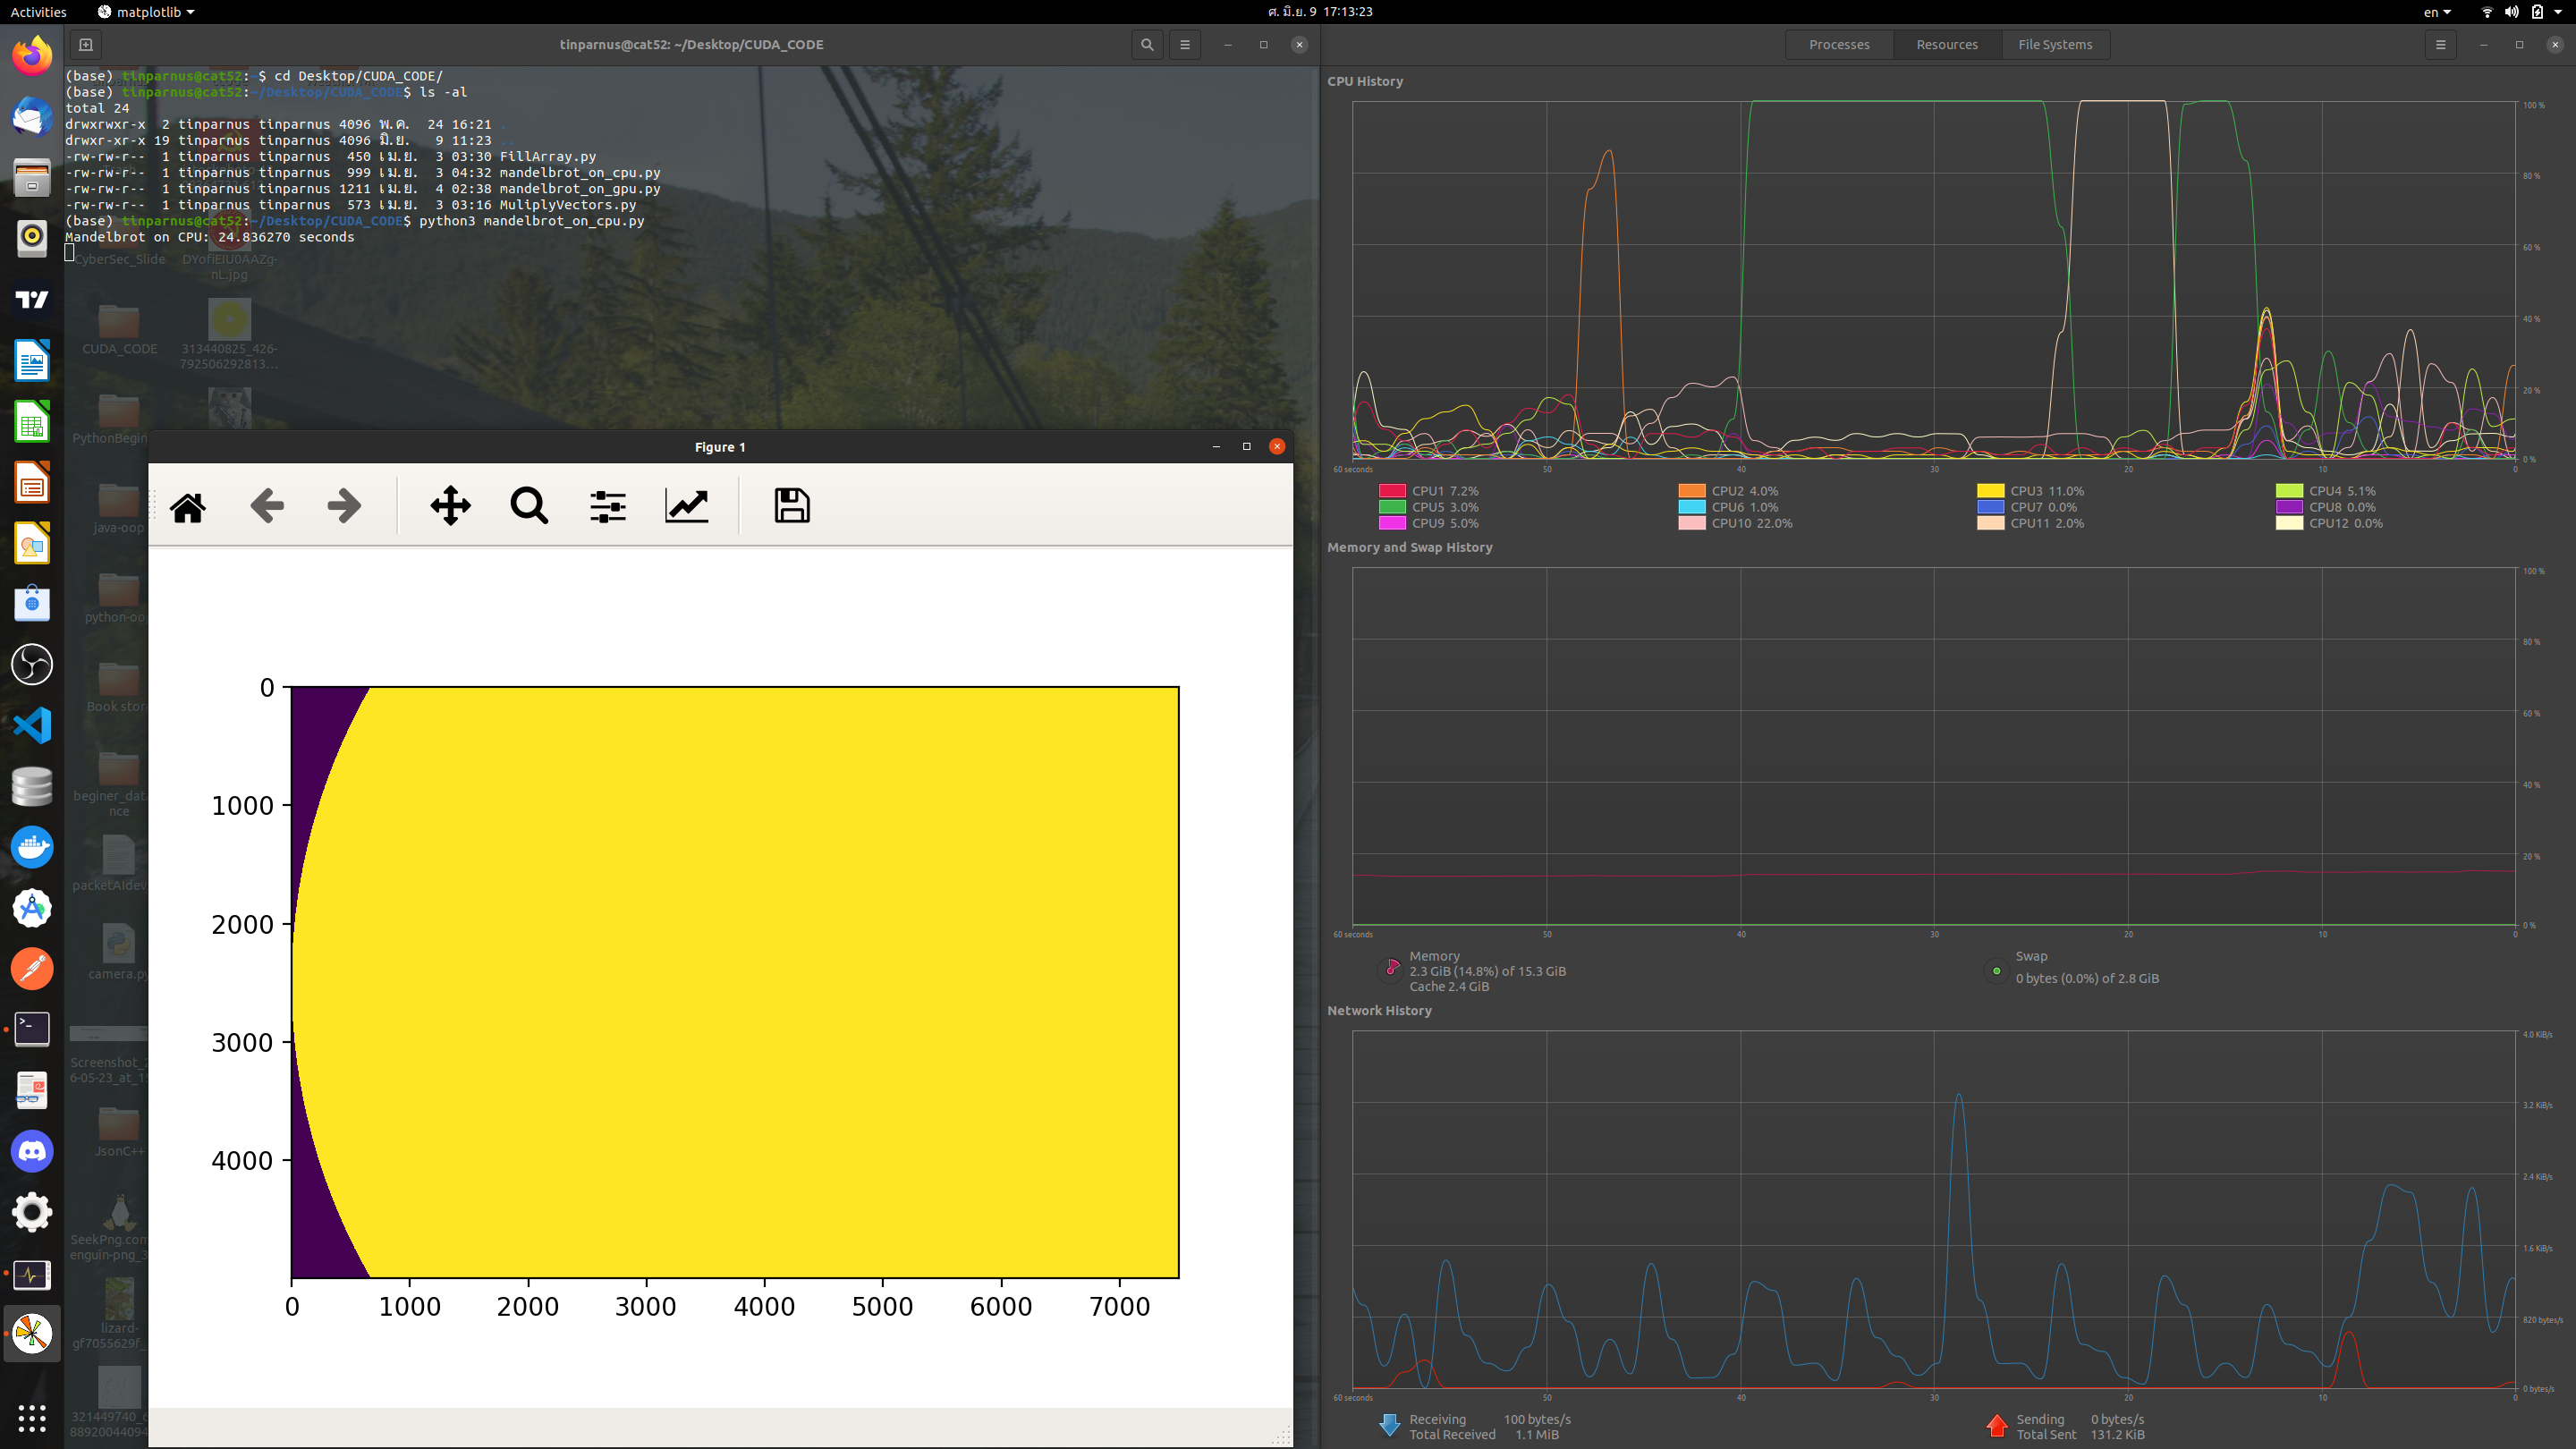 Activities
matplotlib
ศ. มิ.ย. 9 17:13:23
en
tinparnus@cat52: ~/Desktop/CUDA_CODE
(base) tinparnus@cat52:~$ cd Desktop/CUDA_CODE/
(base) tinparnus@cat52:~/Desktop/CUDA_CODE$ ls -al
total 24
drwxrwxr-x 2 tinparnus tinparnus 4096 พ.ค. 24 16:21 .
drwxr-xr-x 19 tinparnus tinparnus 4096 มิ.ย. 9 11:23 ..
-rw-rw-r-- 1 tinparnus tinparnus 450 เม.ย. 3 03:30 FillArray.py
-rw-rw-r-- 1 tinparnus tinparnus 999 เม.ย. 3 04:32 mandelbrot_on_cpu.py
-rw-rw-r-- 1 tinparnus tinparnus 1211 เม.ย. 4 02:38 mandelbrot_on_gpu.py
-rw-rw-r-- 1 tinparnus tinparnus 573 เม.ย. 3 03:16 MuliplyVectors.py
(base) tinparnus@cat52:~/Desktop/CUDA_CODE$ python3 mandelbrot_on_cpu.py
Mandelbrot on CPU: 24.836270 seconds
CyberSec_Slide
DYofiEIU0AAZg-
nL.jpg
CUDA_CODE
313440825_426-
792506292813...
PythonBegin
java-oop
python-oo
Book stor
beginer_dat
nce
packetAIdev
camera.py
Screenshot_2
6-05-23_at_1
JsonC++
SeekPng.com
enguin-png_3
lizard-
gf7055629f_
321449740_
88920044094
Figure 1
0
1000
2000
3000
4000
0 1000 2000 3000 4000 5000 6000 7000
Processes
Resources
File Systems
CPU History
100 %
80 %
60 %
40 %
20 %
0 %
60 seconds 50 40 30 20 10 0
CPU1 7.2% CPU2 4.0% CPU3 11.0% CPU4 5.1%
CPU5 3.0% CPU6 1.0% CPU7 0.0% CPU8 0.0%
CPU9 5.0% CPU10 22.0% CPU11 2.0% CPU12 0.0%
Memory and Swap History
100 %
80 %
60 %
40 %
20 %
0 %
60 seconds 50 40 30 20 10 0
Memory
2.3 GiB (14.8%) of 15.3 GiB
Cache 2.4 GiB
Swap
0 bytes (0.0%) of 2.8 GiB
Network History
4.0 KiB/s
3.2 KiB/s
2.4 KiB/s
1.6 KiB/s
820 bytes/s
0 bytes/s
60 seconds 50 40 30 20 10 0
Receiving 100 bytes/s
Total Received 1.1 MiB
Sending 0 bytes/s
Total Sent 131.2 KiB